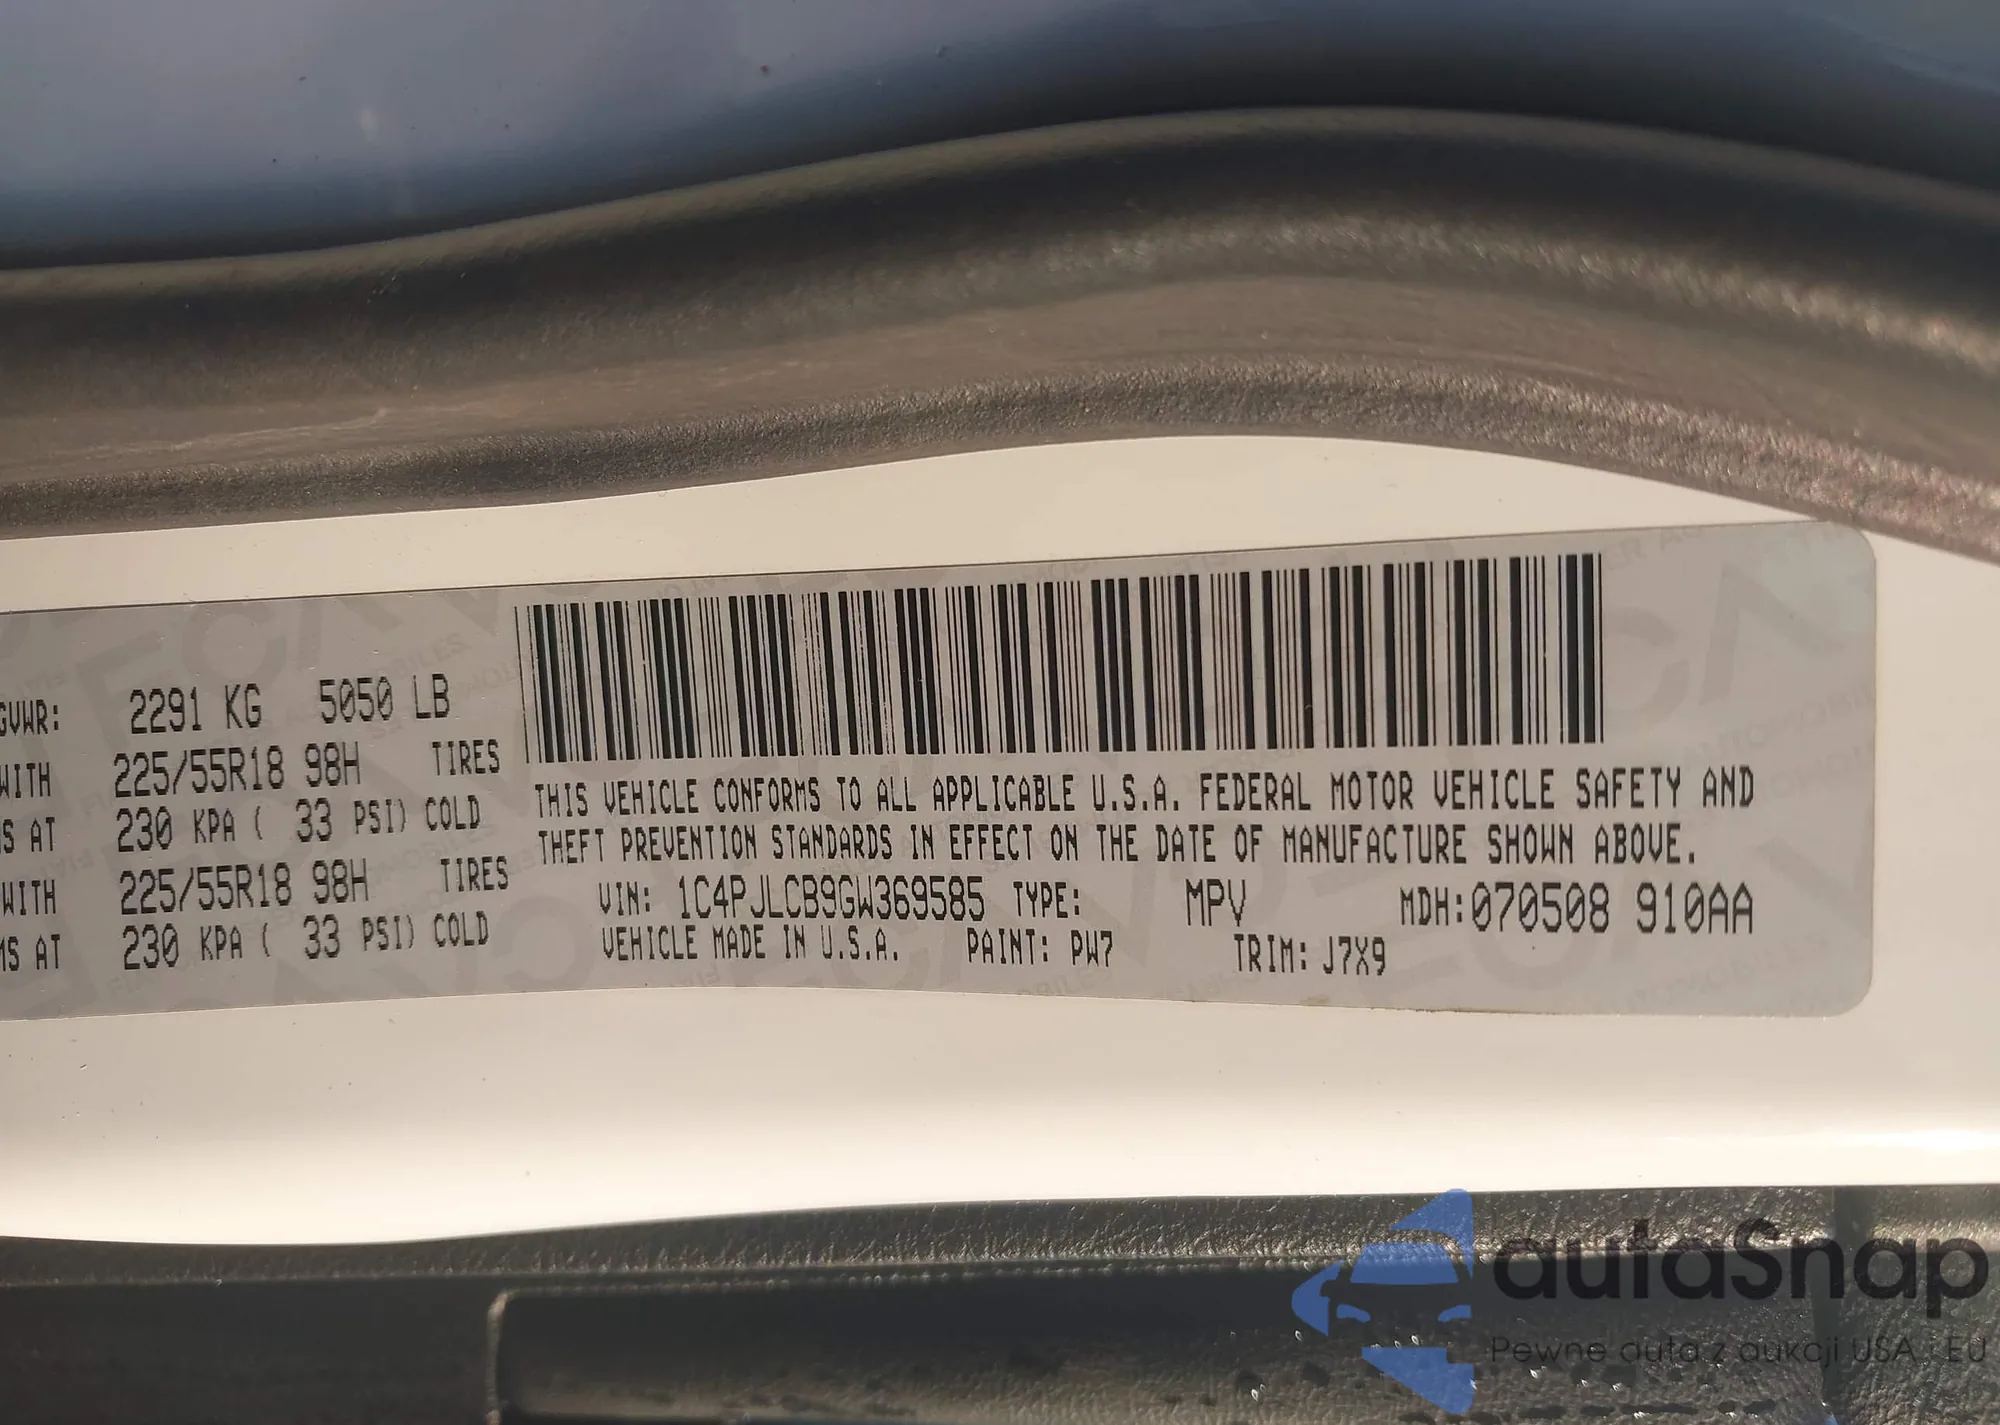 GVWR: 2291 KG 5050 LB
WITH 225/55R18 98H TIRES
AT 230 KPA ( 33 PSI) COLD
WITH 225/55R18 98H TIRES
AT 230 KPA ( 33 PSI) COLD
THIS VEHICLE CONFORMS TO ALL APPLICABLE U.S.A. FEDERAL MOTOR VEHICLE SAFETY AND
THEFT PREVENTION STANDARDS IN EFFECT ON THE DATE OF MANUFACTURE SHOWN ABOVE.
VIN: 1C4PJLCB9GW369585 TYPE: MPV MDH:070508 910AA
VEHICLE MADE IN U.S.A. PAINT: PW7 TRIM: J7X9
autaSnap
Pewne auta z aukcji USA i EU